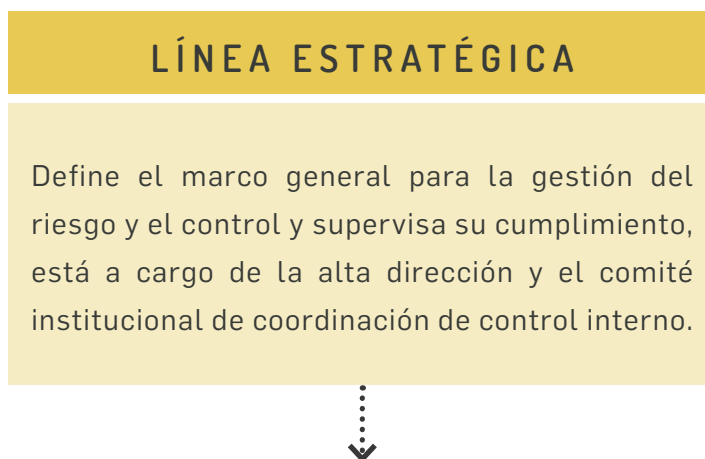 LÍNEA ESTRATÉGICA
Define el marco general para la gestión del
riesgo y el control y supervisa su cumplimiento,
está a cargo de la alta dirección y el comité
institucional de coordinación de control interno.